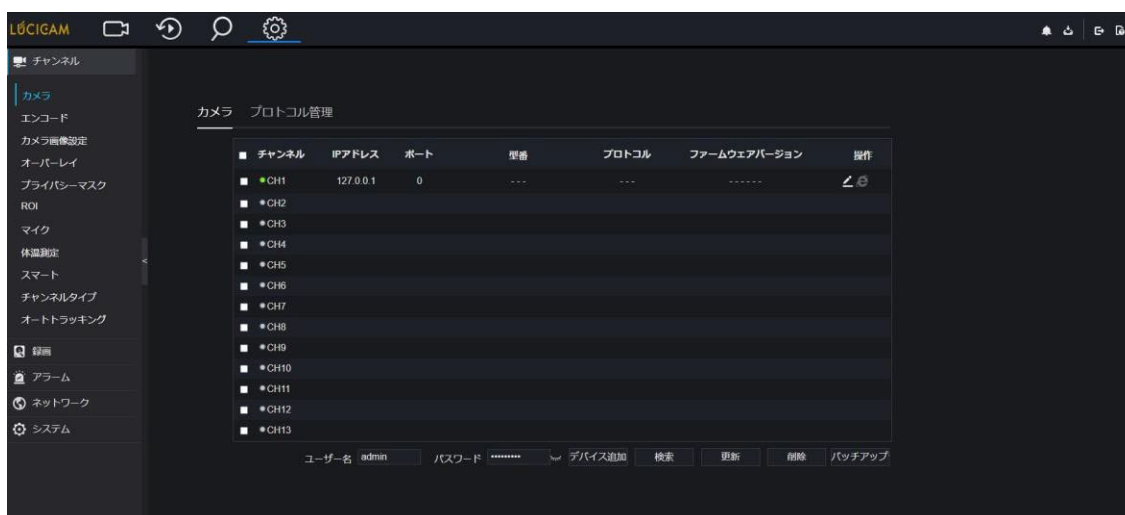 LÚCIGAM
チャンネル
カメラ
エンコード
カメラ画像設定
オーバーレイ
プライバシーマスク
ROI
マイク
体温測定
スマート
チャンネルタイプ
オートトラッキング
録画
アラーム
ネットワーク
システム
<
カメラ プロトコル管理
チャンネル IPアドレス ポート 型番 プロトコル ファームウェアバージョン 操作
CH1 127.0.0.1 0 --- --- ------
CH2
CH3
CH4
CH5
CH6
CH7
CH8
CH9
CH10
CH11
CH12
CH13
ユーザー名 admin パスワード ········· デバイス追加 検索 更新 削除 パッチアップ